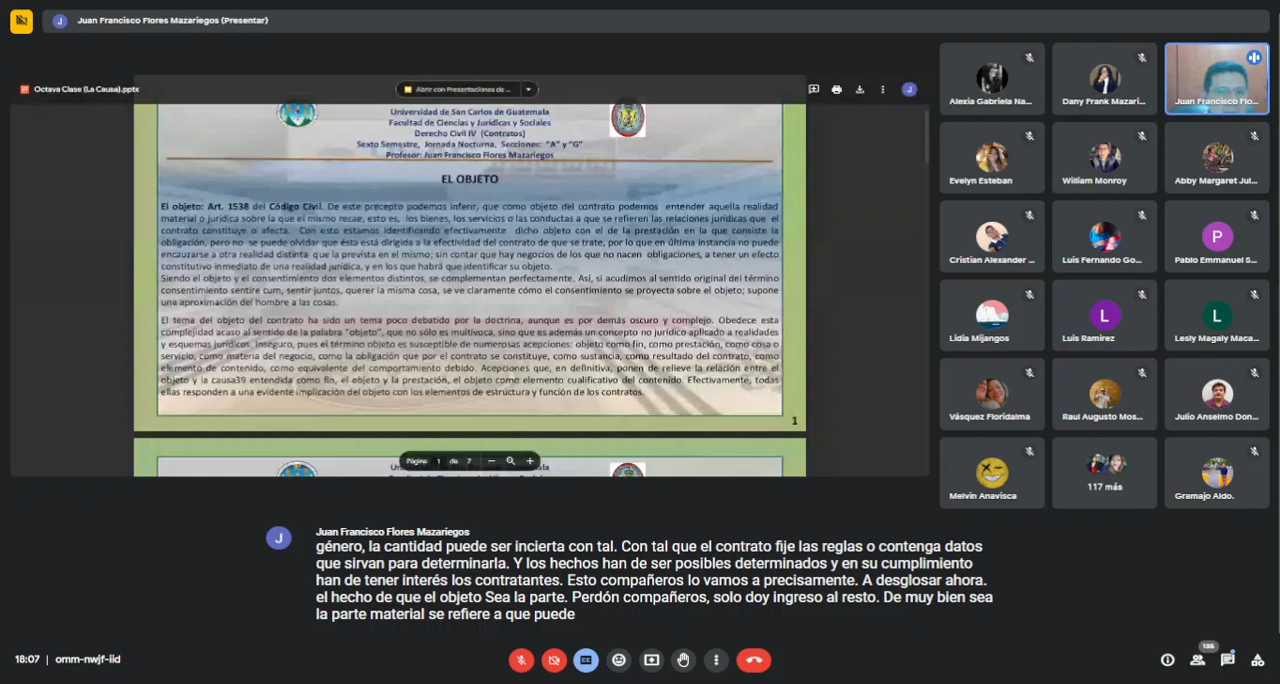 J Juan Francisco Flores Mazariegos (Presentar)
Octava Clase (La Causa).pptx
Abrir con Presentaciones de ...
J
Universidad de San Carlos de Guatemala
Facultad de Ciencias y Jurídicas y Sociales
Derecho Civil IV (Contratos)
Sexto Semestre, Jornada Nocturna, Secciones: "A" y "G"
Profesor: Juan Francisco Flores Mazariegos
EL OBJETO
El objeto: Art. 1538 del Código Civil. De este precepto podemos inferir, que como objeto del contrato podemos entender aquella realidad
material o jurídica sobre la que el mismo recae, esto es, los bienes, los servicios o las conductas a que se refieren las relaciones jurídicas que el
contrato constituye o afecta. Con esto estamos identificando efectivamente dicho objeto con el de la prestación en la que consiste la
obligación, pero no se puede olvidar que ésta está dirigida a la efectividad del contrato de que se trate, por lo que en última instancia no puede
encauzarse a otra realidad distinta que la prevista en el mismo; sin contar que hay negocios de los que no nacen obligaciones, a tener un efecto
constitutivo inmediato de una realidad jurídica, y en los que habrá que identificar su objeto.
Siendo el objeto y el consentimiento dos elementos distintos, se complementan perfectamente. Así, si acudimos al sentido original del término
consentimiento sentire cum, sentir juntos, querer la misma cosa, se ve claramente cómo el consentimiento se proyecta sobre el objeto; supone
una aproximación del hombre a las cosas.
El tema del objeto del contrato ha sido un tema poco debatido por la doctrina, aunque es por demás oscuro y complejo. Obedece esta
complejidad acaso al sentido de la palabra "objeto", que no sólo es multívoca, sino que es además un concepto no jurídico aplicado a realidades
y esquemas jurídicos. Inseguro, pues el término objeto es susceptible de numerosas acepciones: objeto como fin, como prestación, como cosa o
servicio, como materia del negocio, como la obligación que por el contrato se constituye, como sustancia, como resultado del contrato, como
elemento de contenido, como equivalente del comportamiento debido. Acepciones que, en definitiva, ponen de relieve la relación entre el
objeto y la causa39 entendida como fin, el objeto y la prestación, el objeto como elemento cualificativo del contenido. Efectivamente, todas
ellas responden a una evidente implicación del objeto con los elementos de estructura y función de los contratos.
1
Página 1 de 7
Alexia Gabriela Na...
Dany Frank Mazari...
Juan Francisco Flo...
Evelyn Esteban
William Monroy
Abby Margaret Jul...
Cristian Alexander ...
Luis Fernando Go...
P
Pablo Emmanuel S...
Lidia Mijangos
L
Luis Ramirez
L
Lesly Magaly Maca...
Vásquez Floridalma
Raul Augusto Mos...
Julio Anselmo Don...
Melvin Anavisca
117 más
Gramajo Aldo.
J Juan Francisco Flores Mazariegos
género, la cantidad puede ser incierta con tal. Con tal que el contrato fije las reglas o contenga datos
que sirvan para determinarla. Y los hechos han de ser posibles determinados y en su cumplimiento
han de tener interés los contratantes. Esto compañeros lo vamos a precisamente. A desglosar ahora.
el hecho de que el objeto Sea la parte. Perdón compañeros, solo doy ingreso al resto. De muy bien sea
la parte material se refiere a que puede
18:07 | omm-nwjf-iid
136